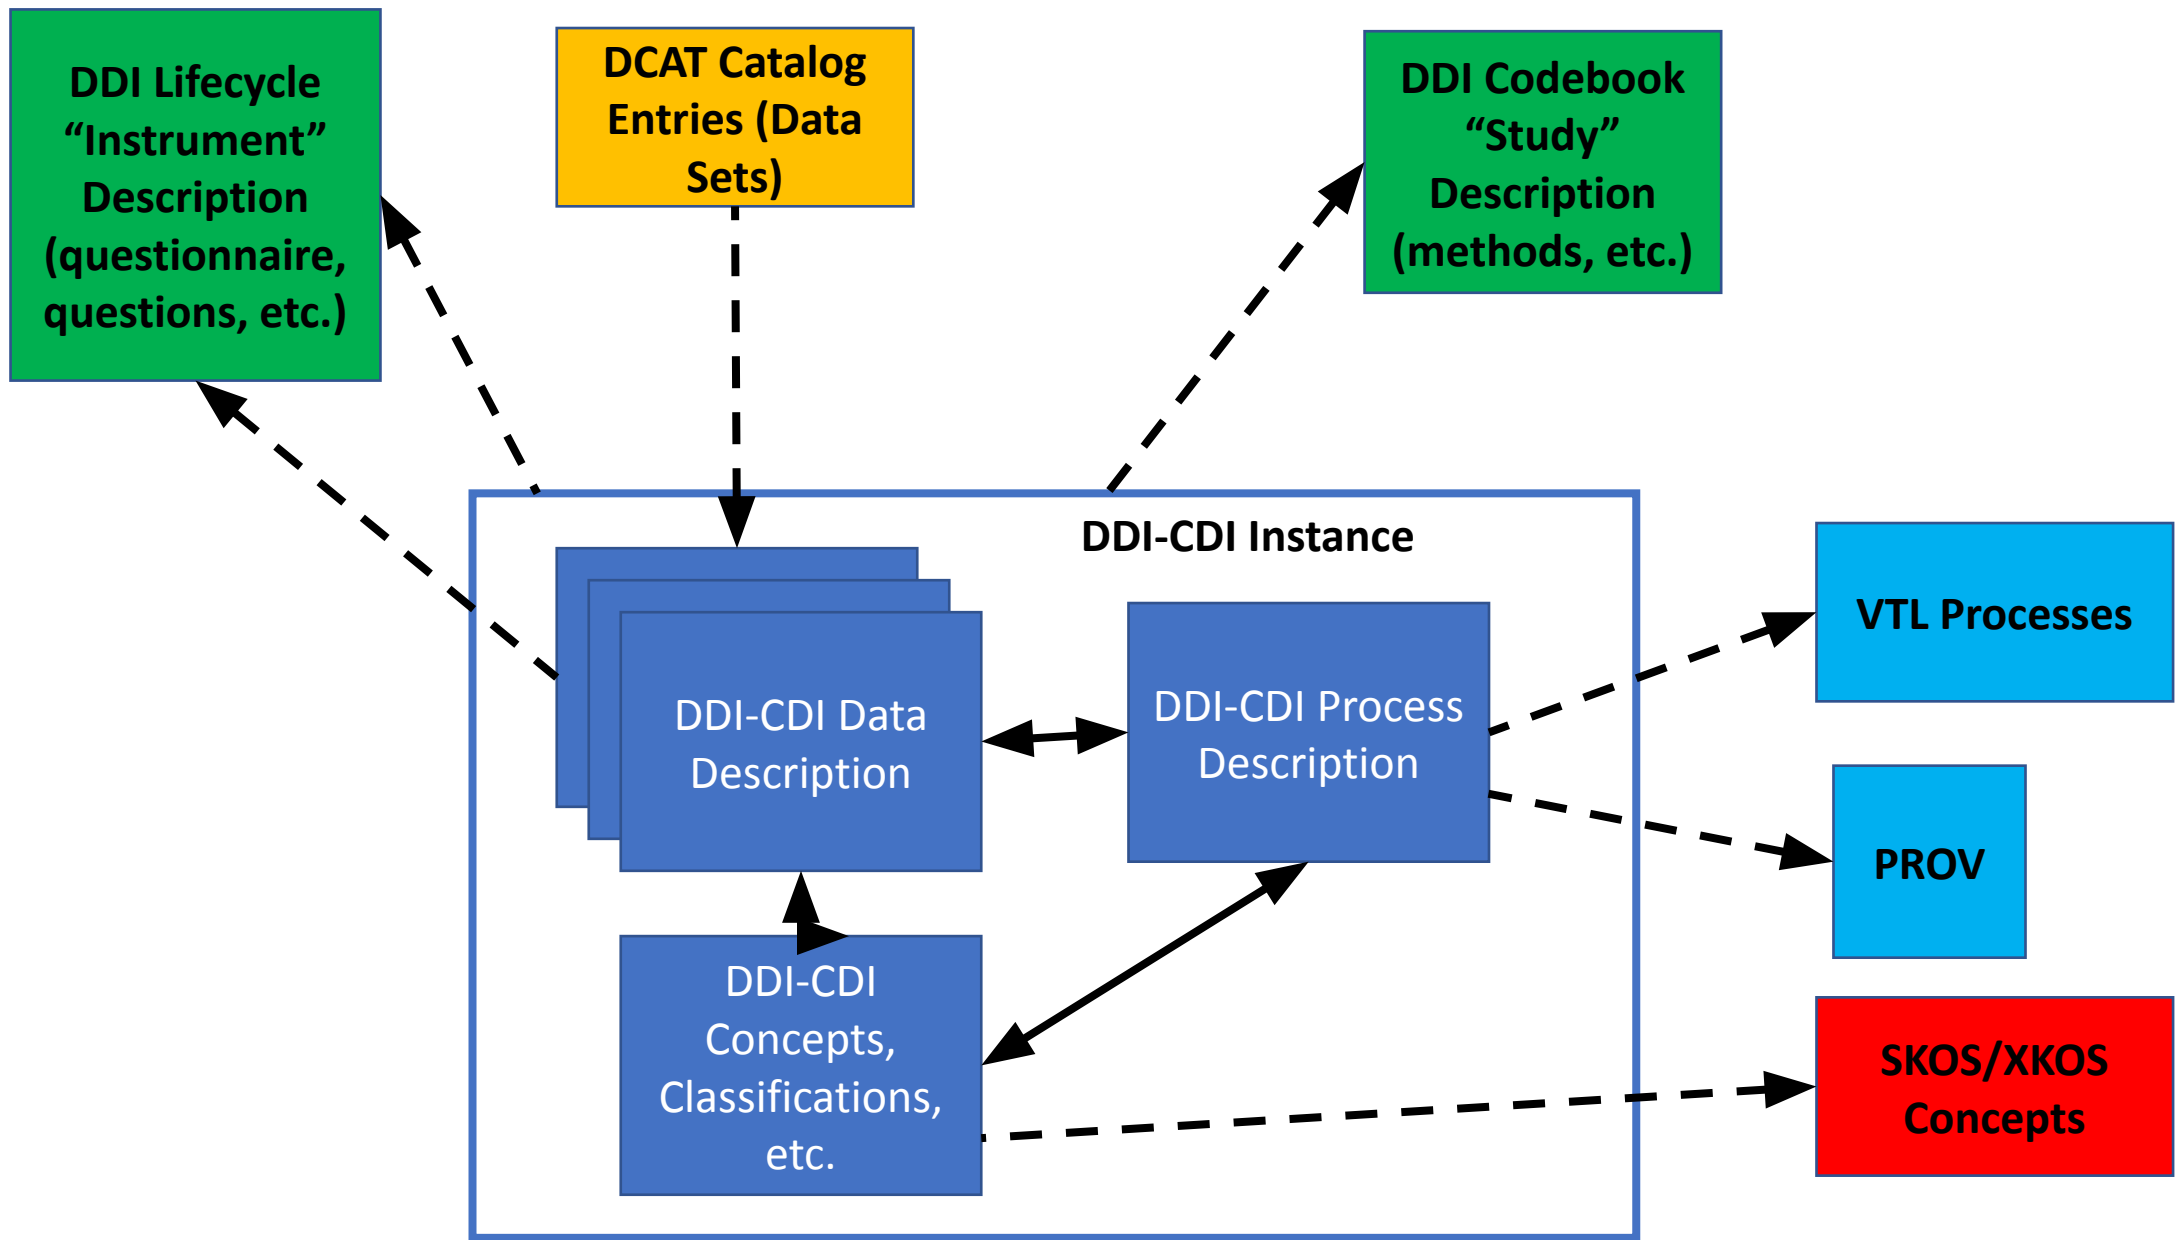 DDI Lifecycle
“Instrument”
Description
(questionnaire,
questions, etc.)
DCAT Catalog
Entries (Data
Sets)
DDI Codebook
“Study”
Description
(methods, etc.)
DDI-CDI Instance
DDI-CDI Data
Description
DDI-CDI Process
Description
VTL Processes
PROV
DDI-CDI
Concepts,
Classifications,
etc.
SKOS/XKOS
Concepts